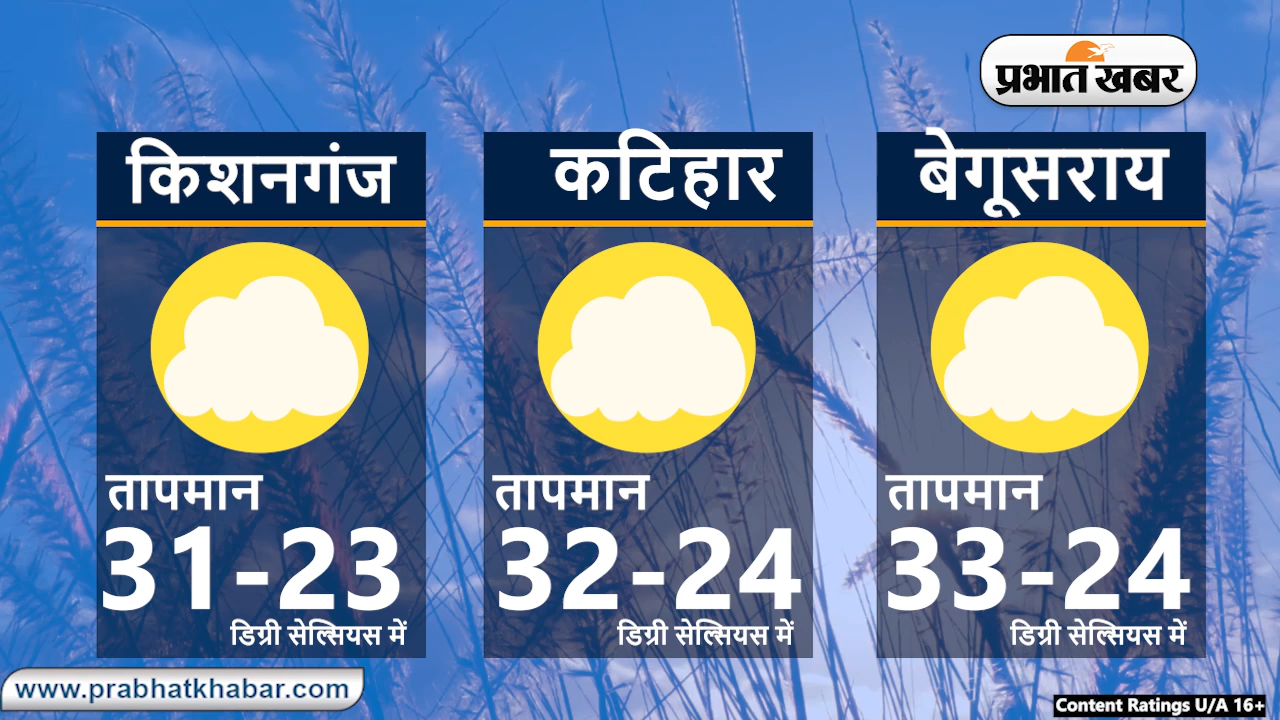 प्रभात खबर
किशनगंज
तापमान
31-23
डिग्री सेल्सियस में
कटिहार
तापमान
32-24
डिग्री सेल्सियस में
बेगूसराय
तापमान
33-24
डिग्री सेल्सियस में
www.prabhatkhabar.com
Content Ratings U/A 16+